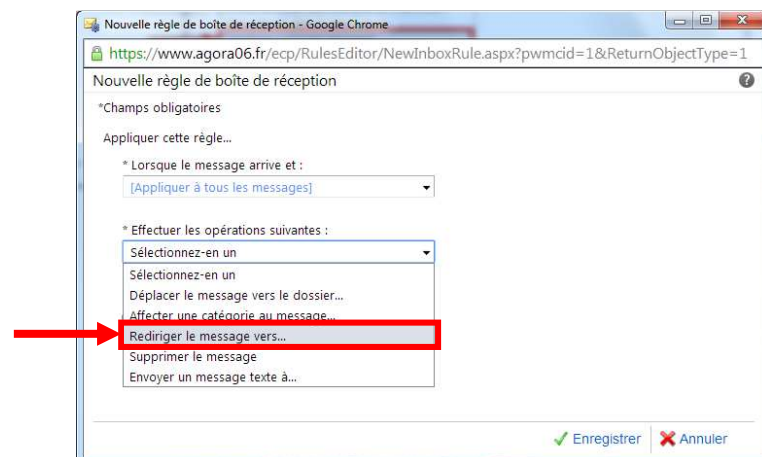 Nouvelle règle de boîte de réception - Google Chrome
https://www.agora06.fr/ecp/RulesEditor/NewInboxRule.aspx?pwmcid=1&ReturnObjectType=1
Nouvelle règle de boîte de réception
*Champs obligatoires
Appliquer cette règle...
* Lorsque le message arrive et :
[Appliquer à tous les messages]
* Effectuer les opérations suivantes :
Sélectionnez-en un
Sélectionnez-en un
Déplacer le message vers le dossier...
Affecter une catégorie au message...
Rediriger le message vers...
Supprimer le message
Envoyer un message texte à...
Enregistrer
Annuler